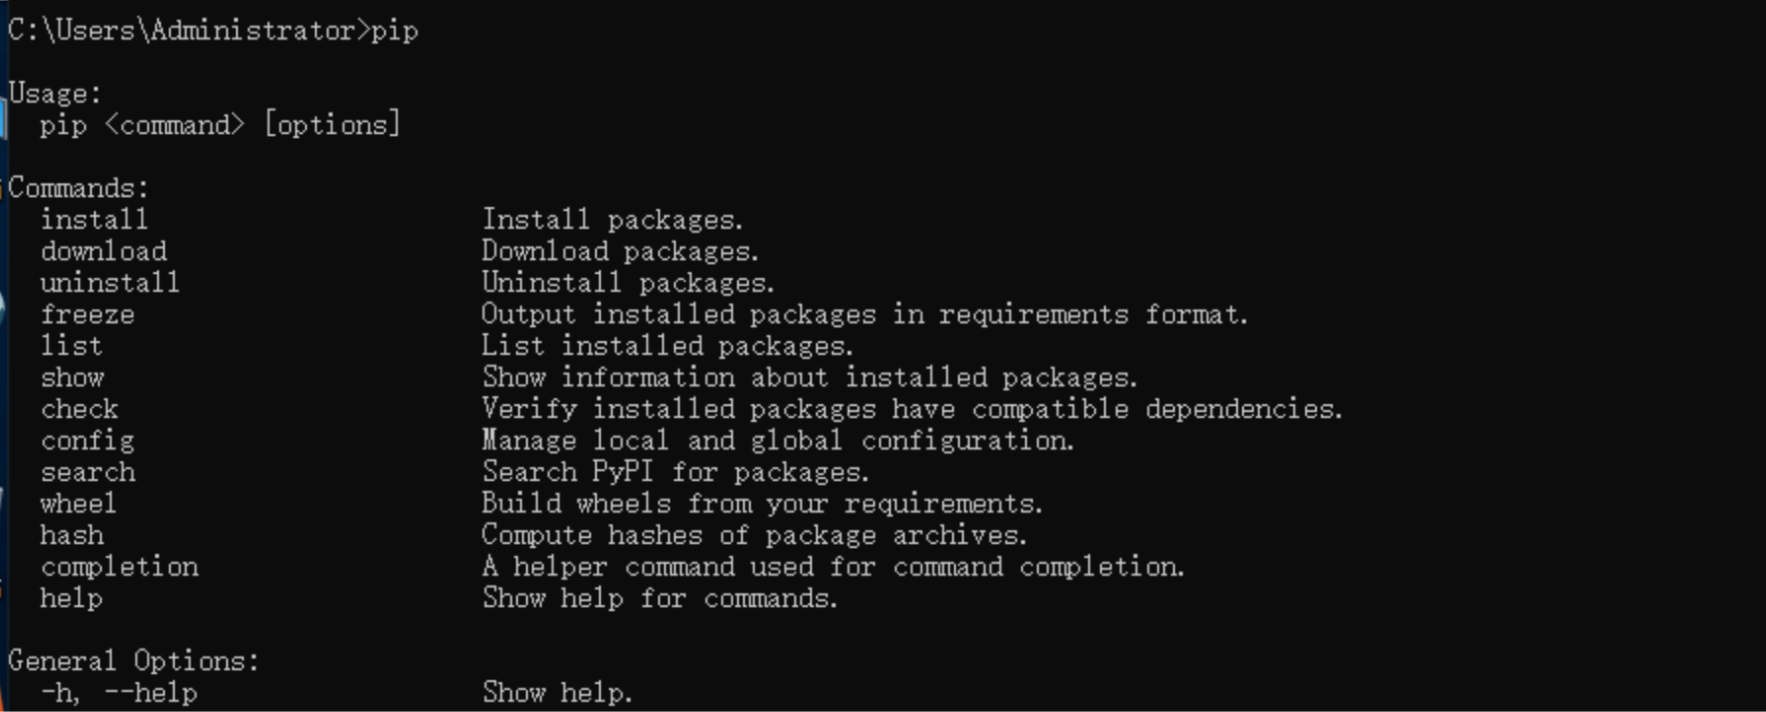 C:\Users\Administrator>pip
Usage:
pip <command> [options]
Commands:
install Install packages.
download Download packages.
uninstall Uninstall packages.
freeze Output installed packages in requirements format.
list List installed packages.
show Show information about installed packages.
check Verify installed packages have compatible dependencies.
config Manage local and global configuration.
search Search PyPI for packages.
wheel Build wheels from your requirements.
hash Compute hashes of package archives.
completion A helper command used for command completion.
help Show help for commands.
General Options:
-h, --help Show help.